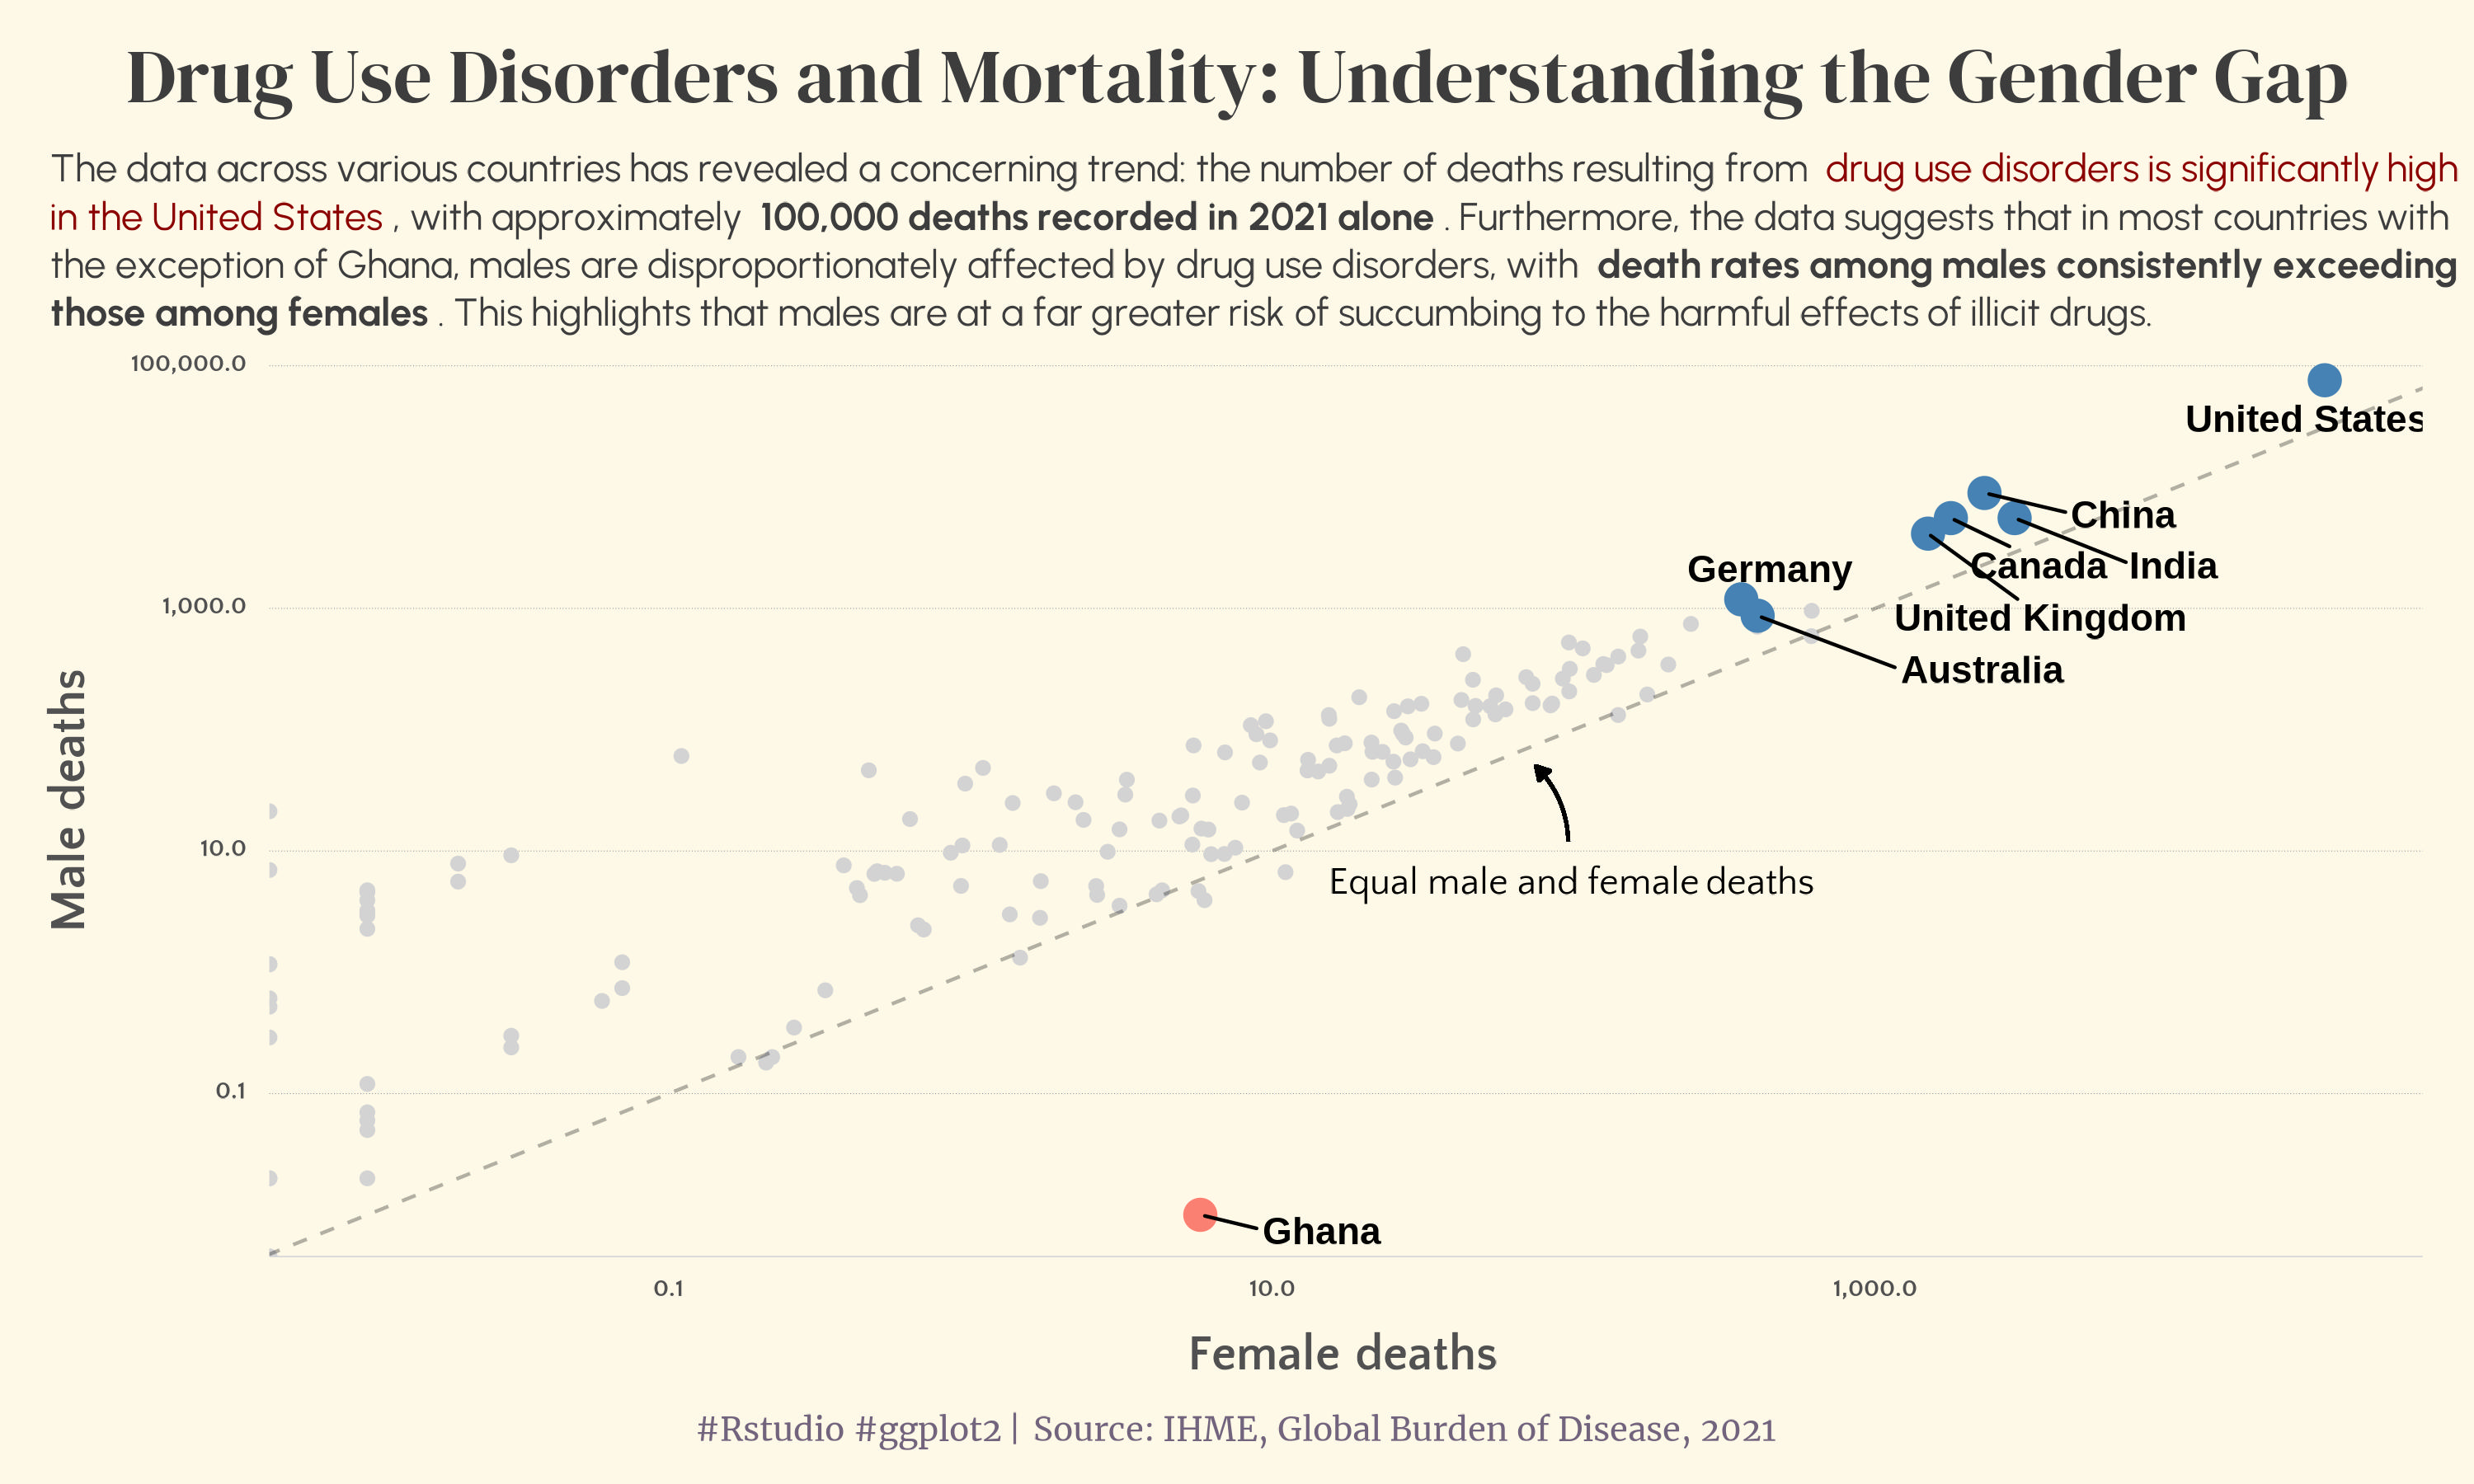 Drug Use Disorders and Mortality: Understanding the Gender Gap
The data across various countries has revealed a concerning trend: the number of deaths resulting from drug use disorders is significantly high
in the United States , with approximately 100,000 deaths recorded in 2021 alone . Furthermore, the data suggests that in most countries with
the exception of Ghana, males are disproportionately affected by drug use disorders, with death rates among males consistently exceeding
those among females . This highlights that males are at a far greater risk of succumbing to the harmful effects of illicit drugs.
100,000.0
United States
China
Germany
Canada
India
1,000.0
United Kingdom
Australia
Male deaths
10.0
Equal male and female deaths
0.1
Ghana
0.1
10.0
1,000.0
Female deaths
#Rstudio #ggplot2 | Source: IHME, Global Burden of Disease, 2021